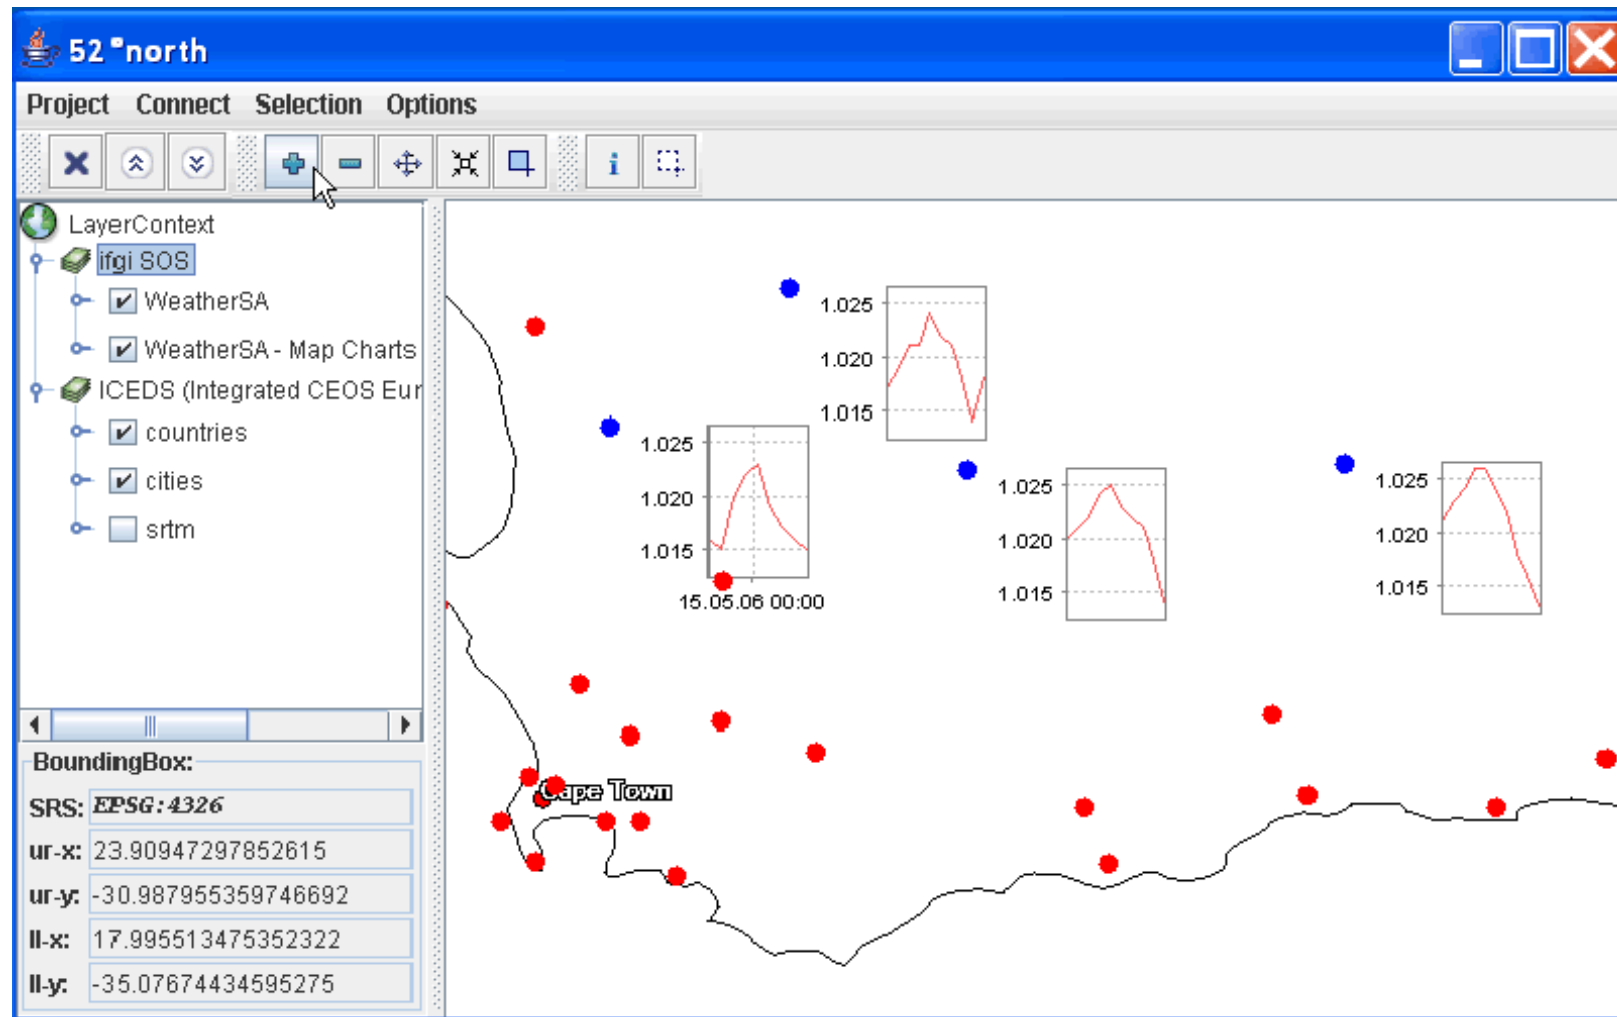 52°north
Project Connect Selection Options
LayerContext
ifgi SOS
WeatherSA
WeatherSA - Map Charts
ICEDS (Integrated CEOS Eur
countries
cities
srtm
BoundingBox:
SRS: EPSG:4326
ur-x: 23.90947297852615
ur-y: -30.987955359746692
ll-x: 17.995513475352322
ll-y: -35.07674434595275
1.025
1.020
1.015
1.025
1.020
1.015
15.05.06 00:00
1.025
1.020
1.015
1.025
1.020
1.015
Cape Town